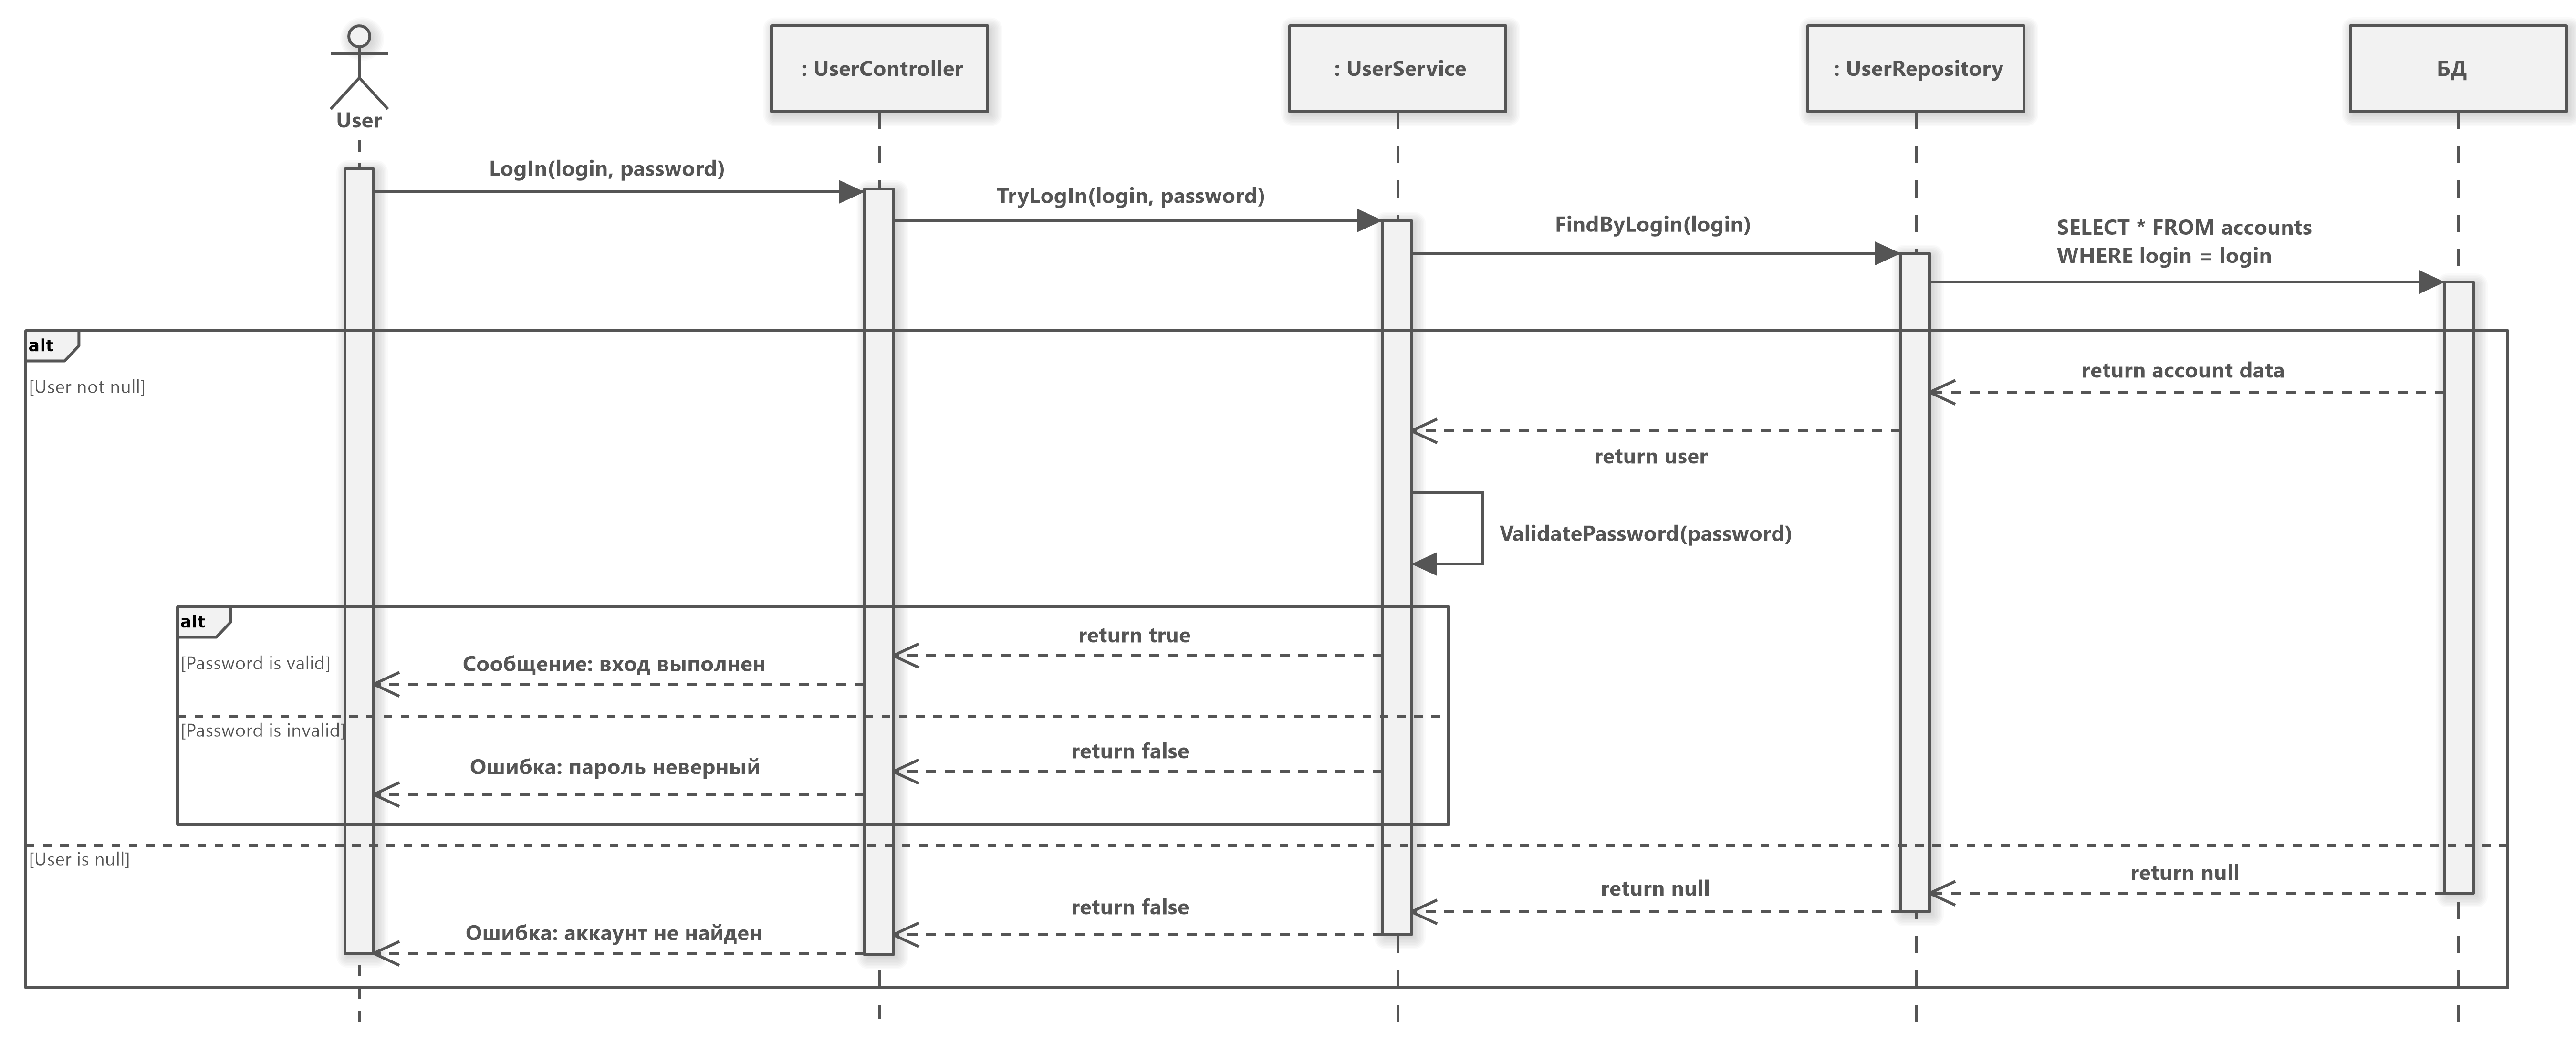 User
: UserController
: UserService
: UserRepository
БД
LogIn(login, password)
TryLogIn(login, password)
FindByLogin(login)
SELECT * FROM accounts
WHERE login = login
alt
[User not null]
return account data
return user
ValidatePassword(password)
alt
[Password is valid]
return true
Сообщение: вход выполнен
[Password is invalid]
return false
Ошибка: пароль неверный
[User is null]
return null
return null
return false
Ошибка: аккаунт не найден